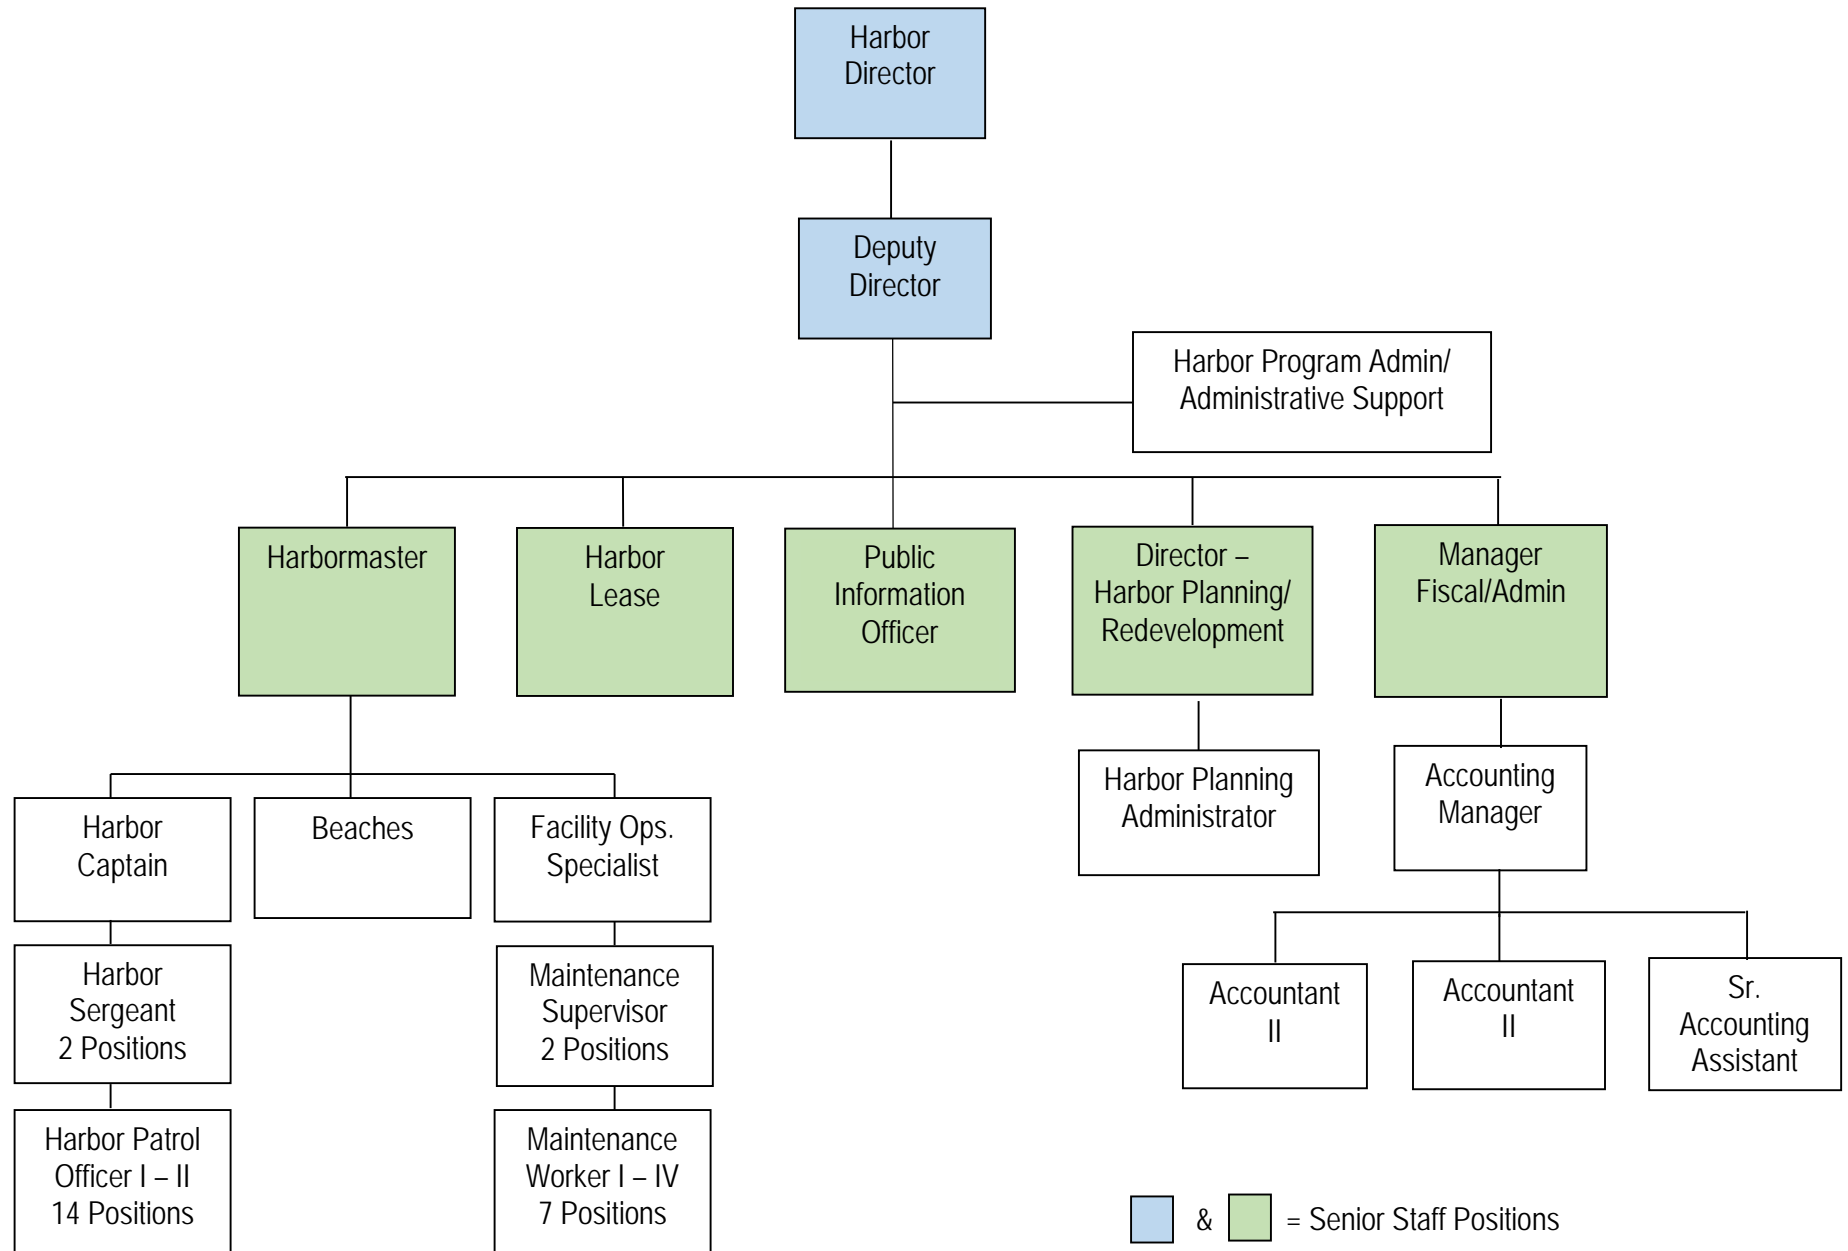 Harbor
Director
Deputy
Director
Harbor Program Admin/
Administrative Support
Harbormaster
Harbor
Lease
Public
Information
Officer
Director –
Harbor Planning/
Redevelopment
Manager
Fiscal/Admin
Harbor
Captain
Beaches
Facility Ops.
Specialist
Harbor Planning
Administrator
Accounting
Manager
Harbor
Sergeant
2 Positions
Maintenance
Supervisor
2 Positions
Accountant
II
Accountant
II
Sr.
Accounting
Assistant
Harbor Patrol
Officer I – II
14 Positions
Maintenance
Worker I – IV
7 Positions
& = Senior Staff Positions